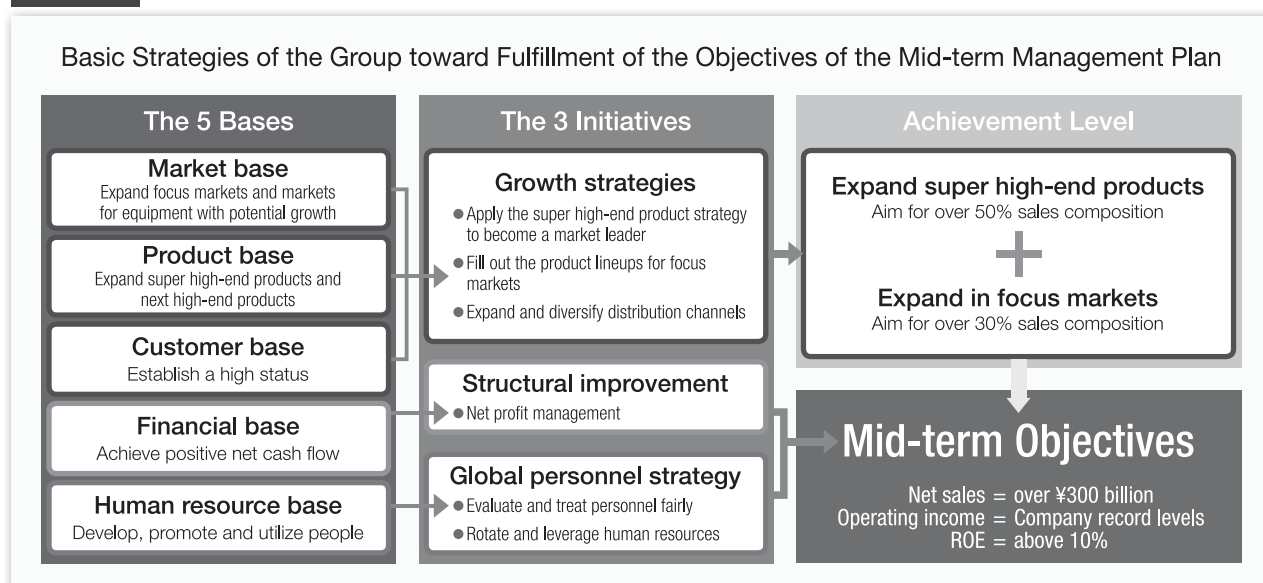 Basic Strategies of the Group toward Fulfillment of the Objectives of the Mid-term Management Plan
The 5 Bases
Market base
Expand focus markets and markets
for equipment with potential growth
Product base
Expand super high-end products and
next high-end products
Customer base
Establish a high status
Financial base
Achieve positive net cash flow
Human resource base
Develop, promote and utilize people
The 3 Initiatives
Growth strategies
● Apply the super high-end product strategy
to become a market leader
● Fill out the product lineups for focus
markets
● Expand and diversify distribution channels
Structural improvement
● Net profit management
Global personnel strategy
● Evaluate and treat personnel fairly
● Rotate and leverage human resources
Achievement Level
Expand super high-end products
Aim for over 50% sales composition
+
Expand in focus markets
Aim for over 30% sales composition
Mid-term Objectives
Net sales = over ¥300 billion
Operating income = Company record levels
ROE = above 10%